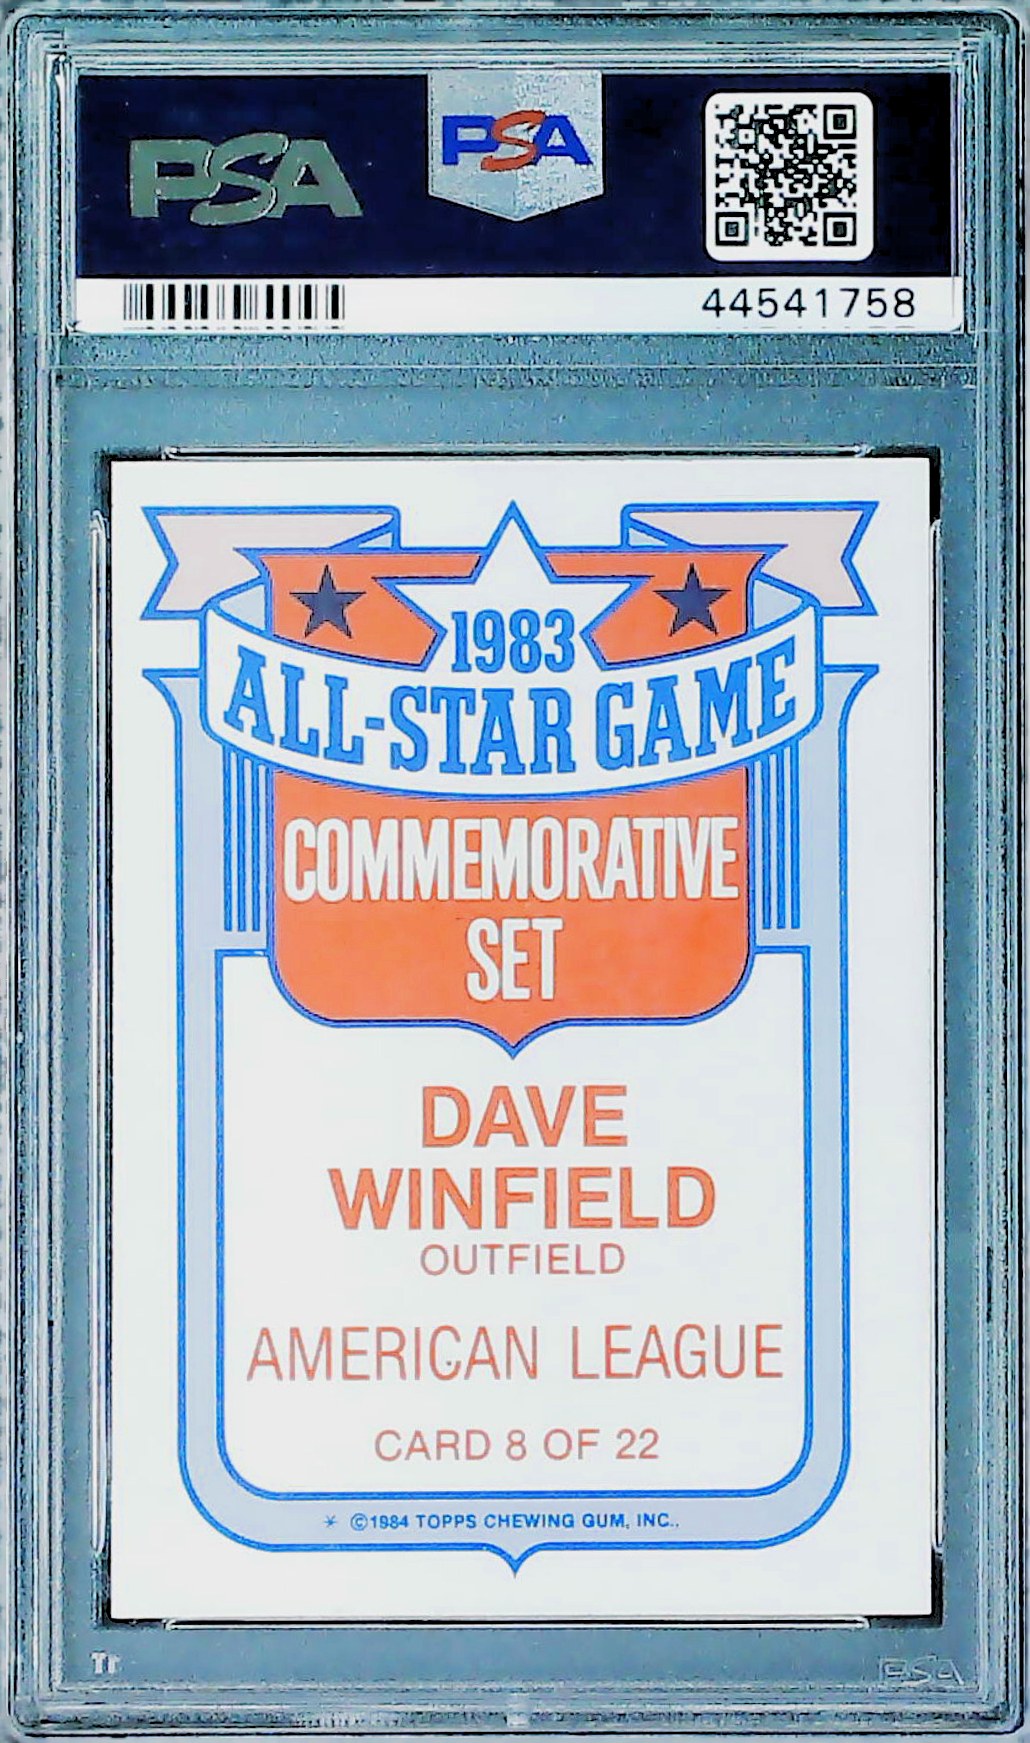 PSA
PSA
44541758
1983
ALL-STAR GAME
COMMEMORATIVE
SET
DAVE
WINFIELD
OUTFIELD
AMERICAN LEAGUE
CARD 8 OF 22
* ©1984 TOPPS CHEWING GUM, INC.
Tr
PSA